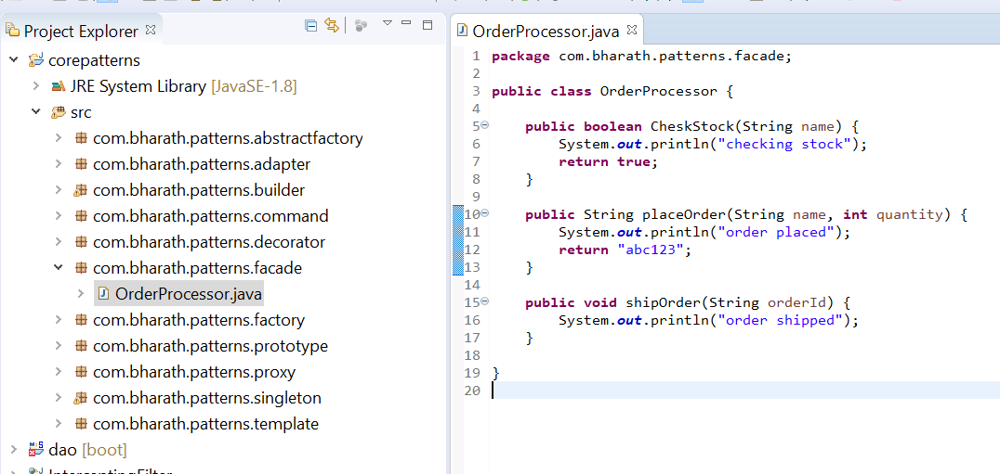 Project Explorer
corepatterns
JRE System Library [JavaSE-1.8]
src
com.bharath.patterns.abstractfactory
com.bharath.patterns.adapter
com.bharath.patterns.builder
com.bharath.patterns.command
com.bharath.patterns.decorator
com.bharath.patterns.facade
OrderProcessor.java
com.bharath.patterns.factory
com.bharath.patterns.prototype
com.bharath.patterns.proxy
com.bharath.patterns.singleton
com.bharath.patterns.template
dao [boot]
InterceptingFilter
OrderProcessor.java
1 package com.bharath.patterns.facade;
2
3 public class OrderProcessor {
4
5 public boolean CheskStock(String name) {
6 System.out.println("checking stock");
7 return true;
8 }
9
10 public String placeOrder(String name, int quantity) {
11 System.out.println("order placed");
12 return "abc123";
13 }
14
15 public void shipOrder(String orderId) {
16 System.out.println("order shipped");
17 }
18
19 }
20